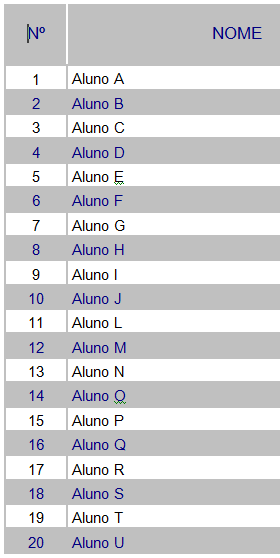 Nº NOME
1 Aluno A
2 Aluno B
3 Aluno C
4 Aluno D
5 Aluno E
6 Aluno F
7 Aluno G
8 Aluno H
9 Aluno I
10 Aluno J
11 Aluno L
12 Aluno M
13 Aluno N
14 Aluno O
15 Aluno P
16 Aluno Q
17 Aluno R
18 Aluno S
19 Aluno T
20 Aluno U